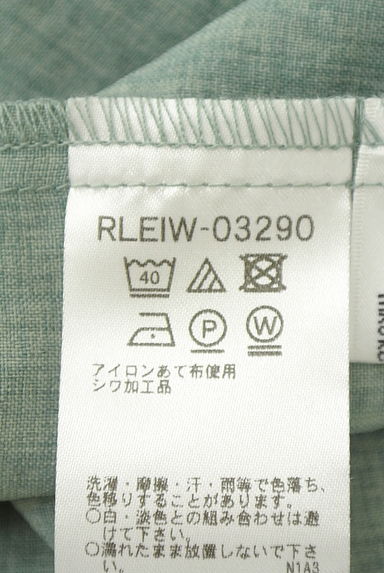 RLEIW-03290
40
P W
アイロンあて布使用
シワ加工品
洗濯・摩擦・汗・雨等で色落ち、
色移りすることがあります。
○白・淡色との組み合わせは避
けて下さい。
○濡れたまま放置しないで下さ
い。 N1A3